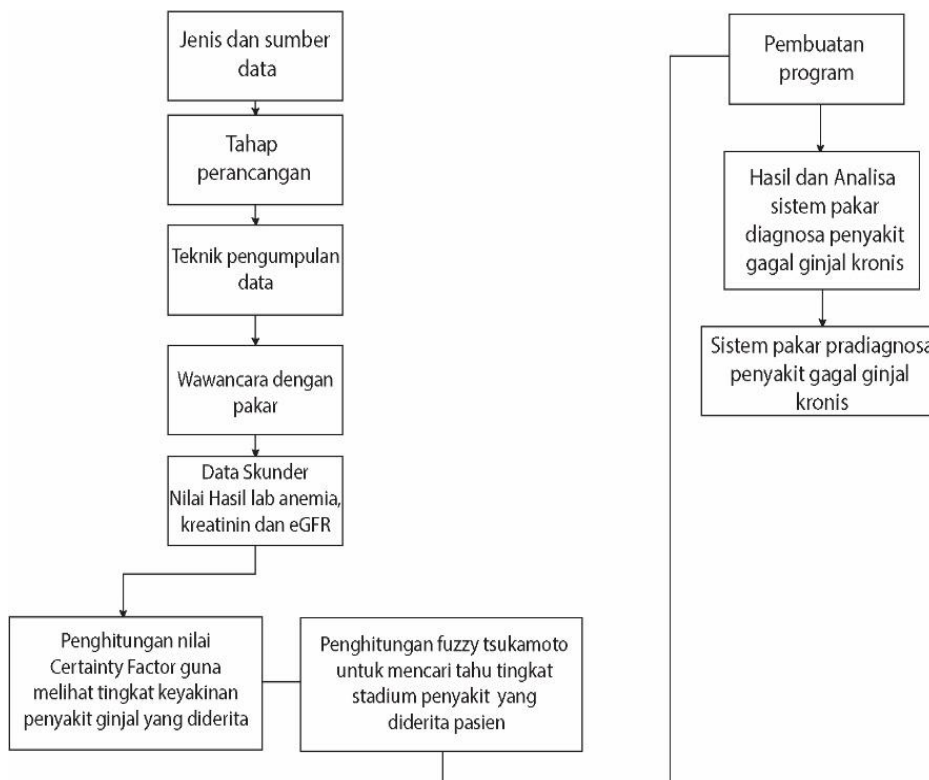 Jenis dan sumber
data
Tahap
perancangan
Teknik pengumpulan
data
Wawancara dengan
pakar
Data Skunder
Nilai Hasil lab anemia,
kreatinin dan eGFR
Penghitungan nilai
Certainty Factor guna
melihat tingkat keyakinan
penyakit ginjal yang diderita
Penghitungan fuzzy tsukamoto
untuk mencari tahu tingkat
stadium penyakit yang
diderita pasien
Pembuatan
program
Hasil dan Analisa
sistem pakar
diagnosa penyakit
gagal ginjal kronis
Sistem pakar pradiagnosa
penyakit gagal ginjal
kronis